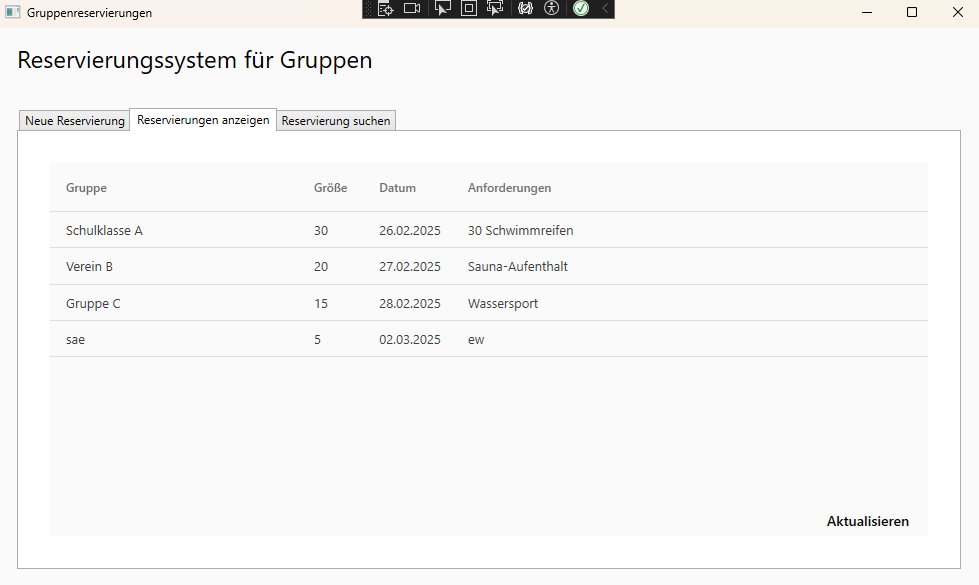 Gruppenreservierungen
Reservierungssystem für Gruppen
Neue Reservierung Reservierungen anzeigen Reservierung suchen
Gruppe Größe Datum Anforderungen
Schulklasse A 30 26.02.2025 30 Schwimmreifen
Verein B 20 27.02.2025 Sauna-Aufenthalt
Gruppe C 15 28.02.2025 Wassersport
sae 5 02.03.2025 ew
Aktualisieren